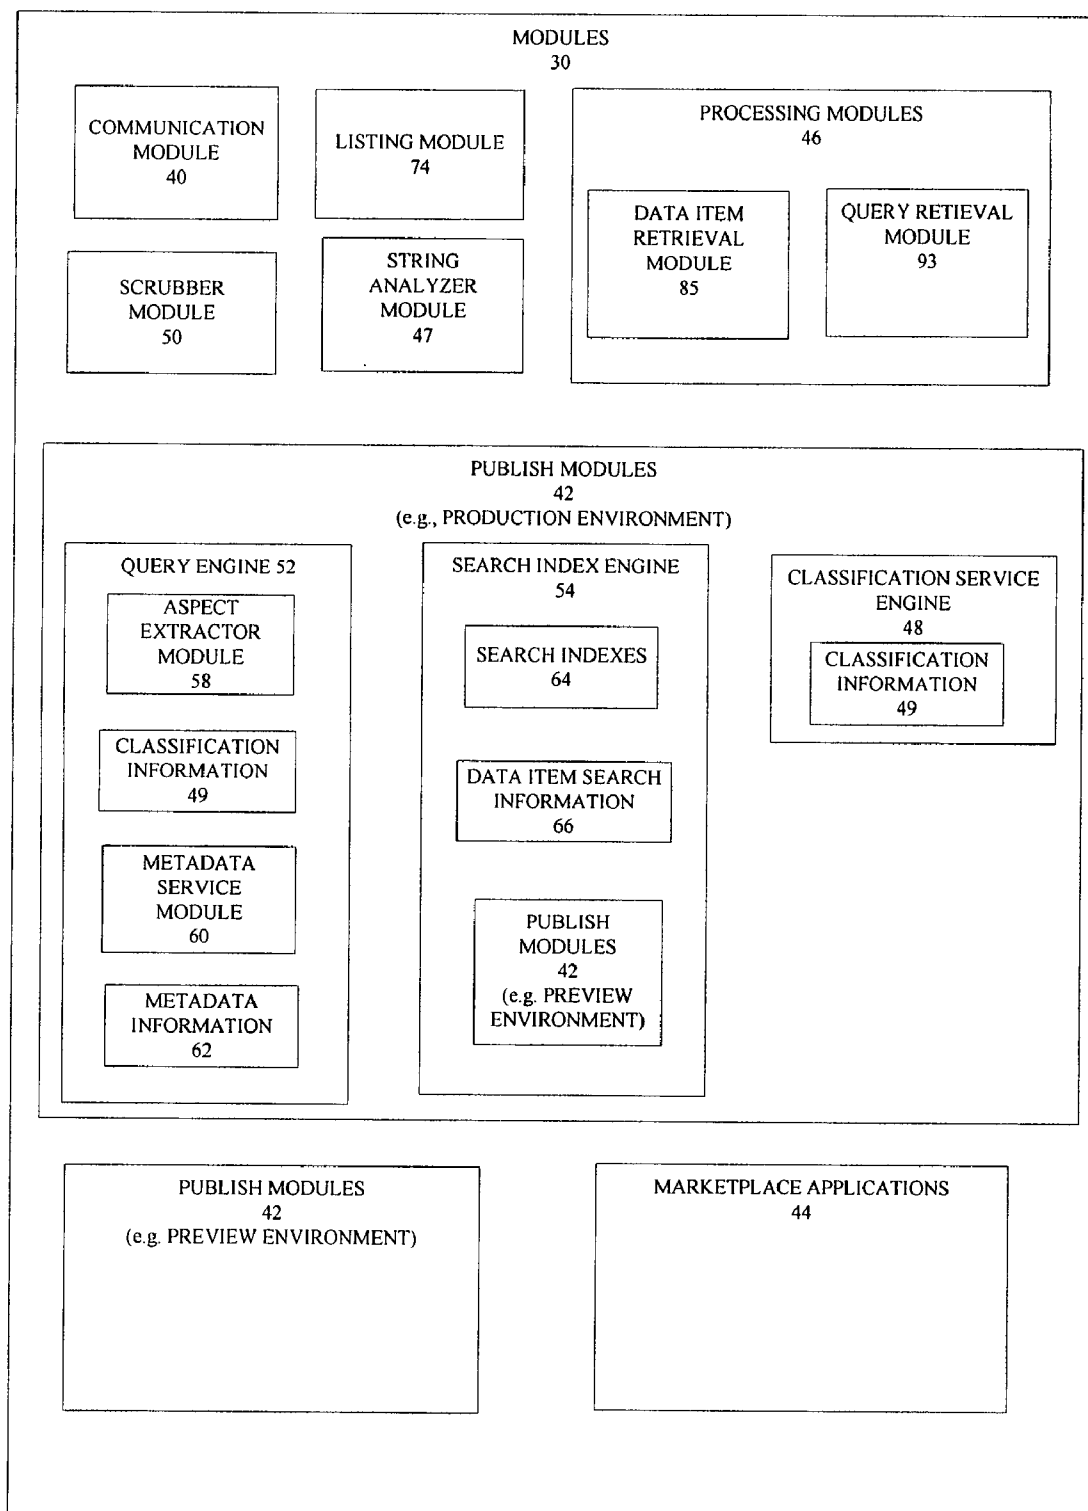 MODULES
30
COMMUNICATION
MODULE
40
LISTING MODULE
74
PROCESSING MODULES
46
DATA ITEM
RETRIEVAL
MODULE
85
QUERY RETIEVAL
MODULE
93
SCRUBBER
MODULE
50
STRING
ANALYZER
MODULE
47
PUBLISH MODULES
42
(e.g., PRODUCTION ENVIRONMENT)
QUERY ENGINE 52
ASPECT
EXTRACTOR
MODULE
58
CLASSIFICATION
INFORMATION
49
METADATA
SERVICE
MODULE
60
METADATA
INFORMATION
62
SEARCH INDEX ENGINE
54
SEARCH INDEXES
64
DATA ITEM SEARCH
INFORMATION
66
PUBLISH
MODULES
42
(e.g. PREVIEW
ENVIRONMENT)
CLASSIFICATION SERVICE
ENGINE
48
CLASSIFICATION
INFORMATION
49
PUBLISH MODULES
42
(e.g. PREVIEW ENVIRONMENT)
MARKETPLACE APPLICATIONS
44